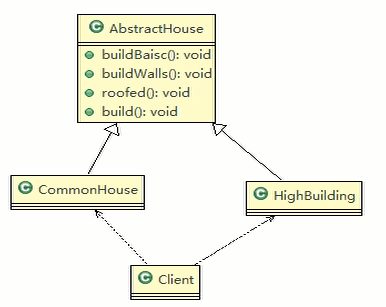 AbstractHouse
buildBaisc(): void
buildWalls(): void
roofed(): void
build(): void
CommonHouse
HighBuilding
Client